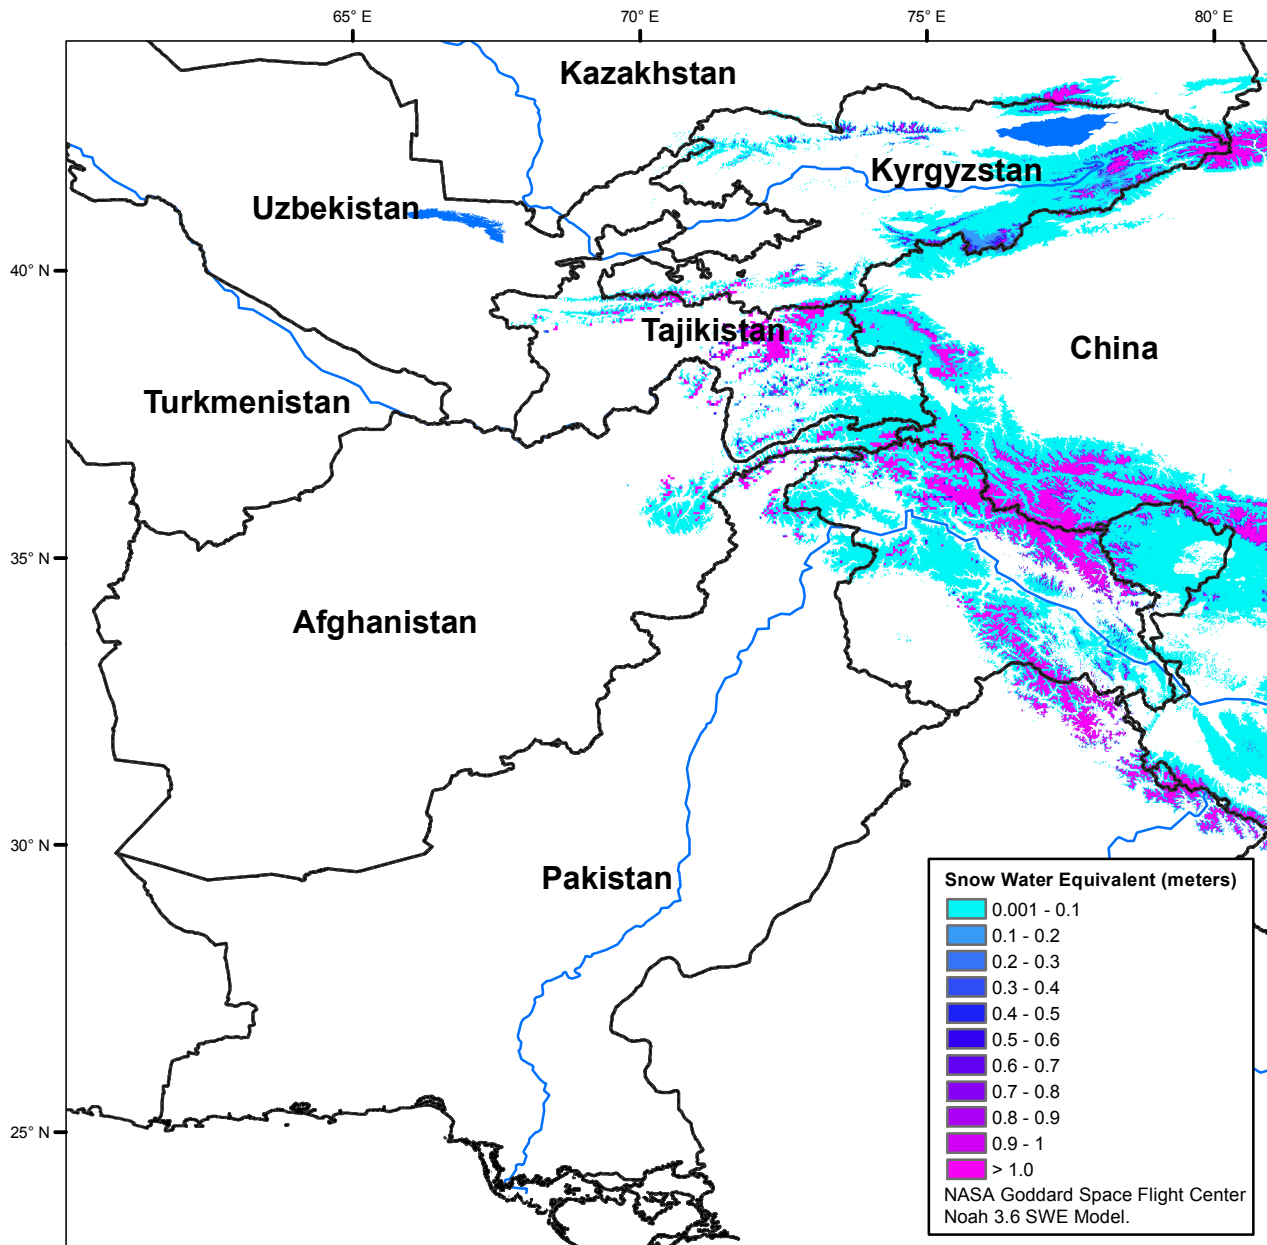 65° E
70° E
75° E
80° E
Kazakhstan
Kyrgyzstan
Uzbekistan
40° N
Tajikistan
China
Turkmenistan
35° N
Afghanistan
30° N
Pakistan
25° N
Snow Water Equivalent (meters)
0.001 - 0.1
0.1 - 0.2
0.2 - 0.3
0.3 - 0.4
0.4 - 0.5
0.5 - 0.6
0.6 - 0.7
0.7 - 0.8
0.8 - 0.9
0.9 - 1
> 1.0
NASA Goddard Space Flight Center
Noah 3.6 SWE Model.